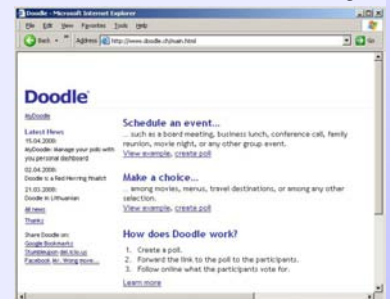 Doodle - Microsoft Internet Explorer
File Edit View Favorites Tools Help
Back Address http://www.doodle.ch/main.html Go
Doodle
MyDoodle
Latest News
15.04.2008:
MyDoodle: Manage your polls with
you personal dashboard
02.04.2008:
Doodle is a Red Herring finalist
21.03.2008:
Doodle in Lithuanian
All news
Thanks
Share Doodle on:
Google Bookmarks
StumbleUpon del.icio.us
Facebook Mr. Wong more...
Schedule an event...
... such as a board meeting, business lunch, conference call, family
reunion, movie night, or any other group event.
View example, create poll
Make a choice...
... among movies, menus, travel destinations, or among any other
selection.
View example, create poll
How does Doodle work?
1. Create a poll.
2. Forward the link to the poll to the participants.
3. Follow online what the participants vote for.
Learn more